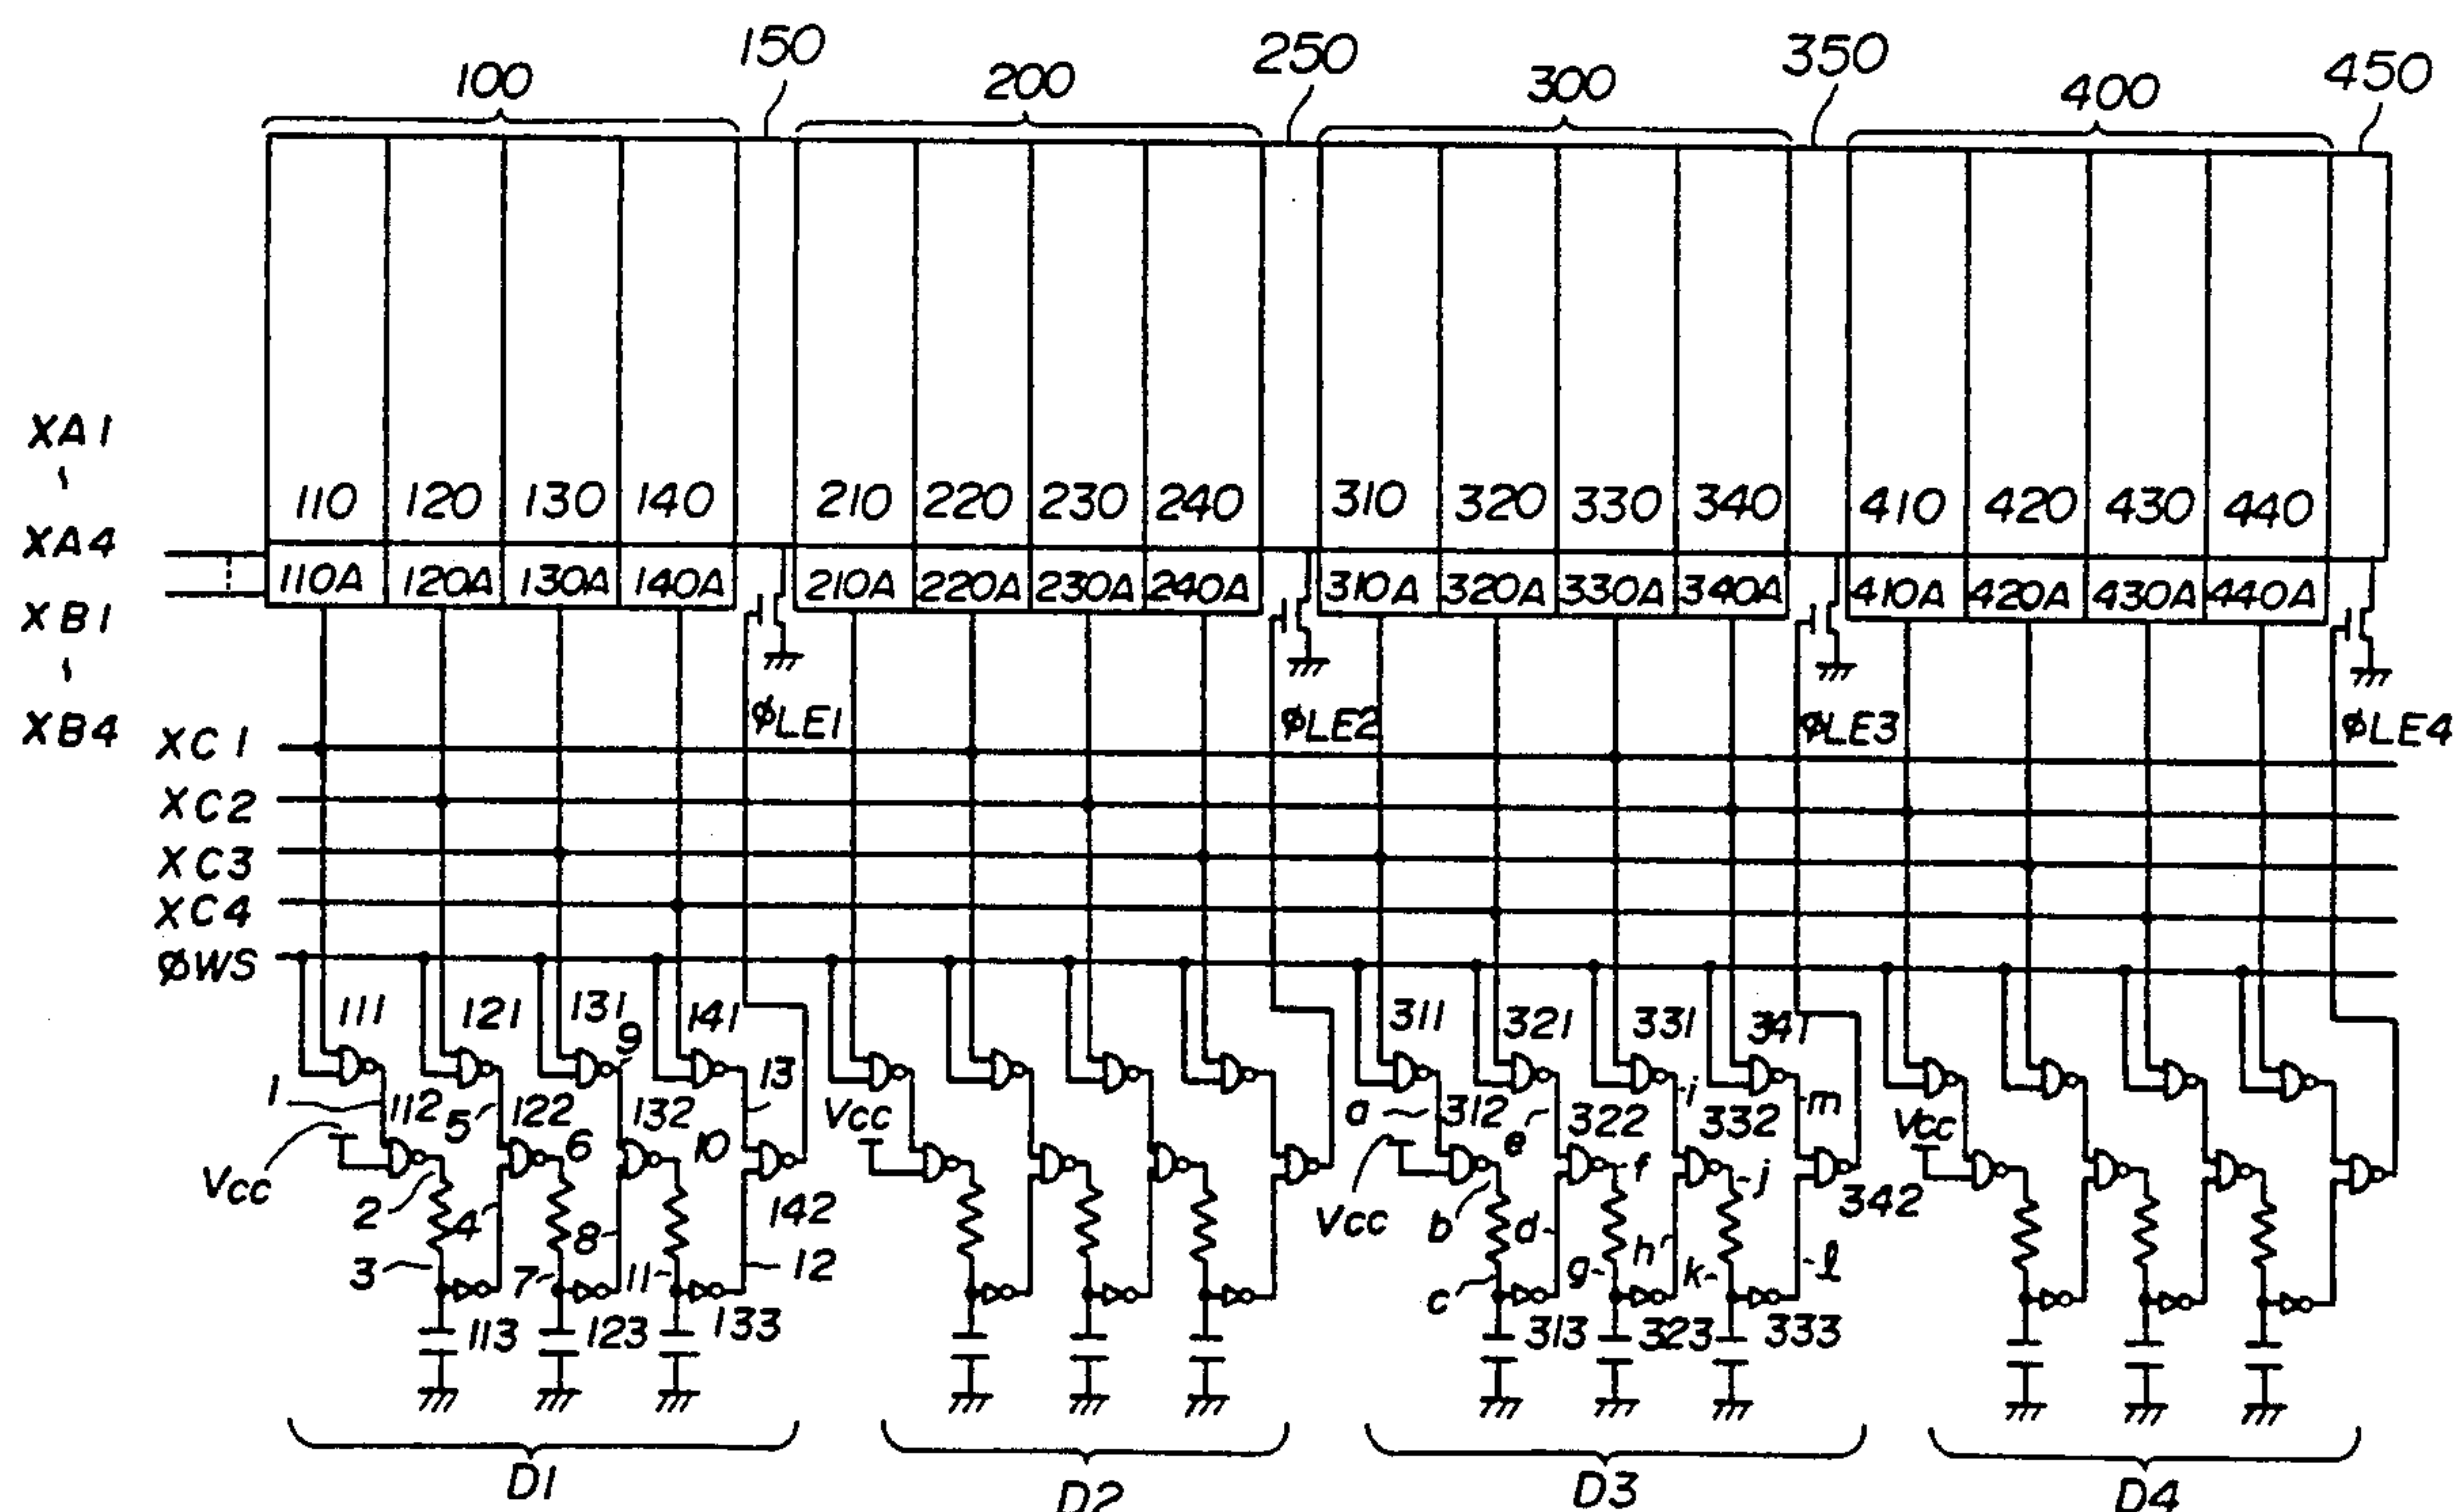 100 150 200 250 300 350 400 450
XA1
~
XA4
XB1
~
XB4
110 120 130 140 210 220 230 240 310 320 330 340 410 420 430 440
110A 120A 130A 140A 210A 220A 230A 240A 310A 320A 330A 340A 410A 420A 430A 440A
φLE1 φLE2 φLE3 φLE4
XC1
XC2
XC3
XC4
φWS
111 121 131 141 311 321 331 341
9 13 i m
1 112 5 122 132 Vcc a 312 e 322 332 Vcc
6 10 f j
Vcc 2 4 8 142 Vcc b d h 342
3 7 11 12 c g k l
113 123 133 313 323 333
D1 D2 D3 D4